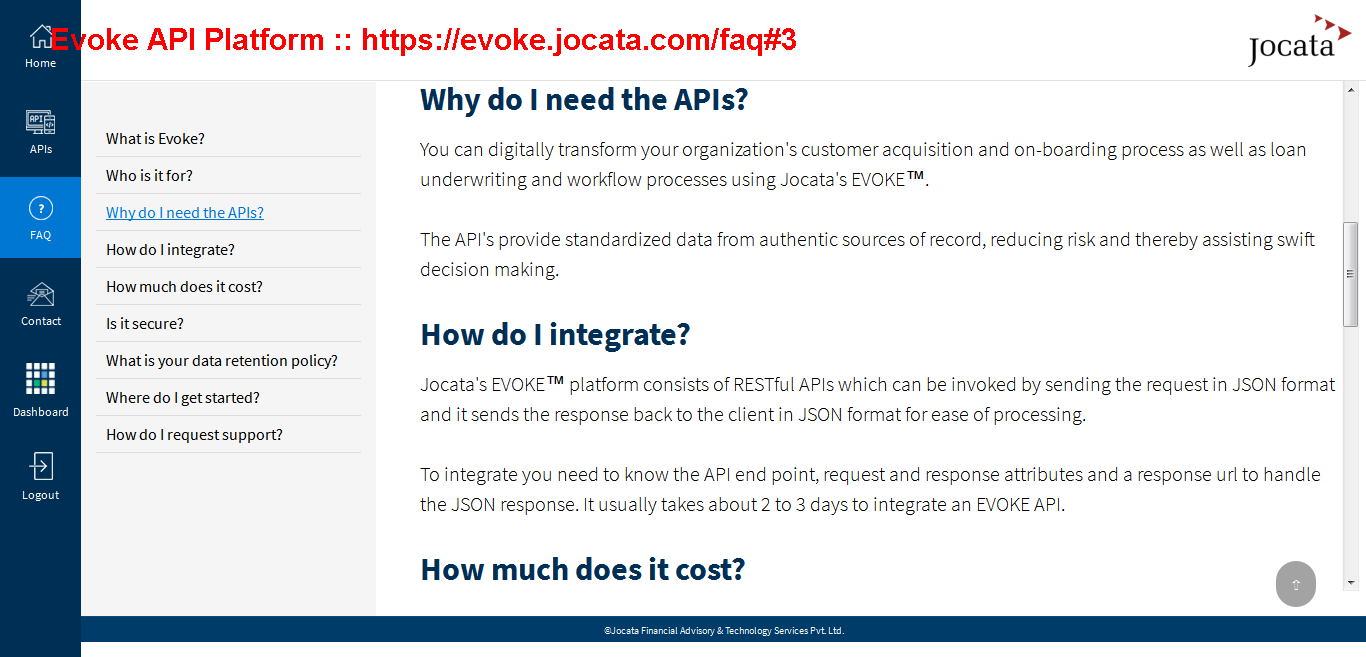 Evoke API Platform :: https://evoke.jocata.com/faq#3
Jocata
Home
API
APIs
?
FAQ
Contact
Dashboard
Logout
What is Evoke?
Who is it for?
Why do I need the APIs?
How do I integrate?
How much does it cost?
Is it secure?
What is your data retention policy?
Where do I get started?
How do I request support?
Why do I need the APIs?
You can digitally transform your organization's customer acquisition and on-boarding process as well as loan
underwriting and workflow processes using Jocata's EVOKE™.
The API's provide standardized data from authentic sources of record, reducing risk and thereby assisting swift
decision making.
How do I integrate?
Jocata's EVOKE™ platform consists of RESTful APIs which can be invoked by sending the request in JSON format
and it sends the response back to the client in JSON format for ease of processing.
To integrate you need to know the API end point, request and response attributes and a response url to handle
the JSON response. It usually takes about 2 to 3 days to integrate an EVOKE API.
How much does it cost?
©Jocata Financial Advisory & Technology Services Pvt. Ltd.